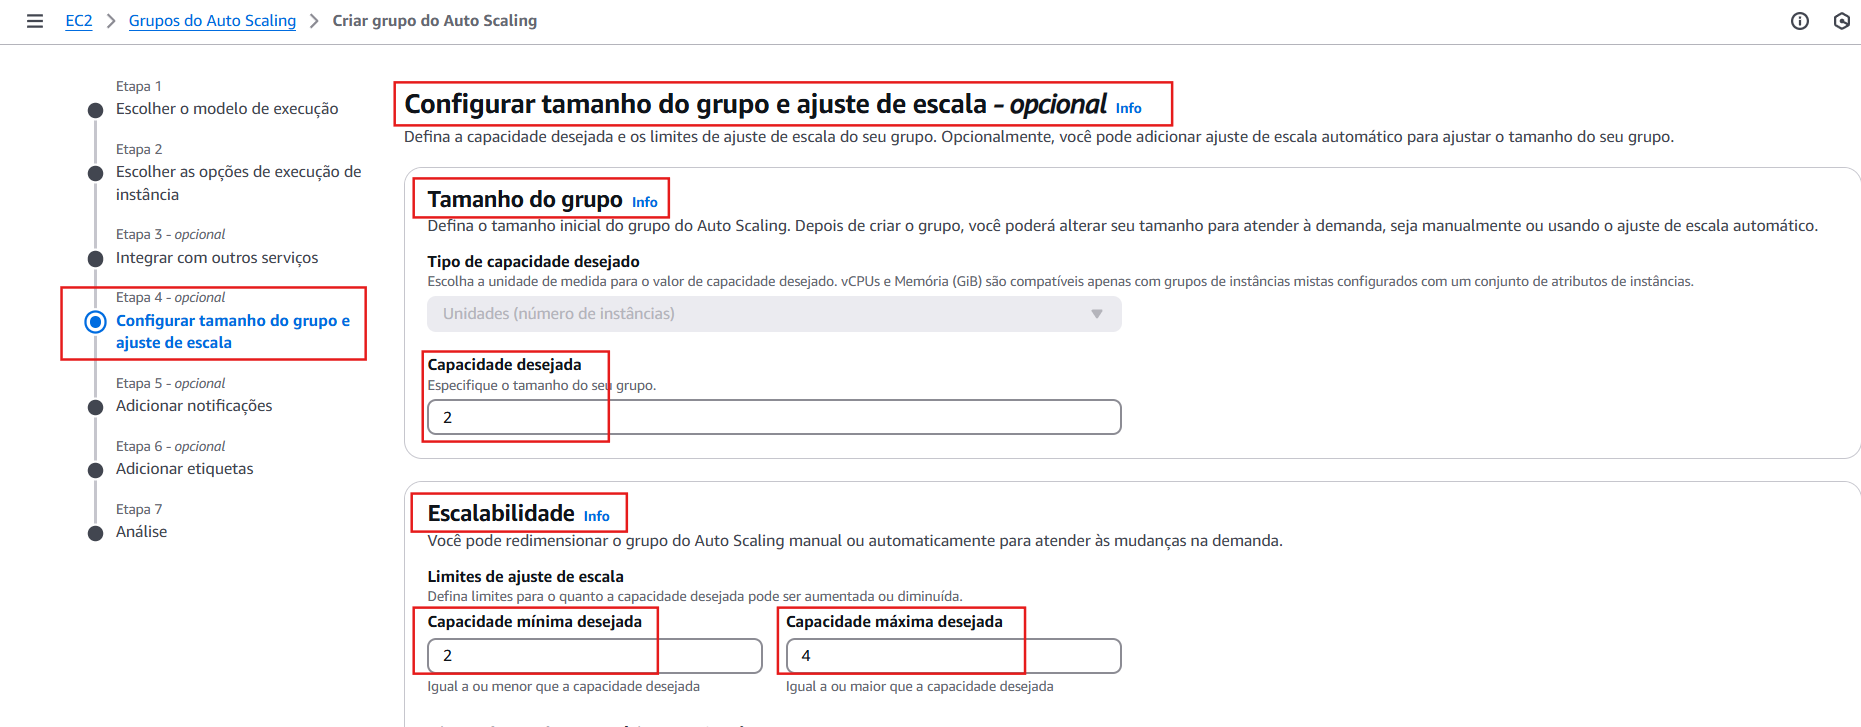 EC2 > Grupos do Auto Scaling > Criar grupo do Auto Scaling
Etapa 1
Escolher o modelo de execução
Etapa 2
Escolher as opções de execução de
instância
Etapa 3 - opcional
Integrar com outros serviços
Etapa 4 - opcional
Configurar tamanho do grupo e
ajuste de escala
Etapa 5 - opcional
Adicionar notificações
Etapa 6 - opcional
Adicionar etiquetas
Etapa 7
Análise
Configurar tamanho do grupo e ajuste de escala - opcional Info
Defina a capacidade desejada e os limites de ajuste de escala do seu grupo. Opcionalmente, você pode adicionar ajuste de escala automático para ajustar o tamanho do seu grupo.
Tamanho do grupo Info
Defina o tamanho inicial do grupo do Auto Scaling. Depois de criar o grupo, você poderá alterar seu tamanho para atender à demanda, seja manualmente ou usando o ajuste de escala automático.
Tipo de capacidade desejado
Escolha a unidade de medida para o valor de capacidade desejado. vCPUs e Memória (GiB) são compatíveis apenas com grupos de instâncias mistas configurados com um conjunto de atributos de instâncias.
Unidades (número de instâncias)
Capacidade desejada
Especifique o tamanho do seu grupo.
2
Escalabilidade Info
Você pode redimensionar o grupo do Auto Scaling manual ou automaticamente para atender às mudanças na demanda.
Limites de ajuste de escala
Defina limites para o quanto a capacidade desejada pode ser aumentada ou diminuída.
Capacidade mínima desejada
2
Igual a ou menor que a capacidade desejada
Capacidade máxima desejada
4
Igual a ou maior que a capacidade desejada